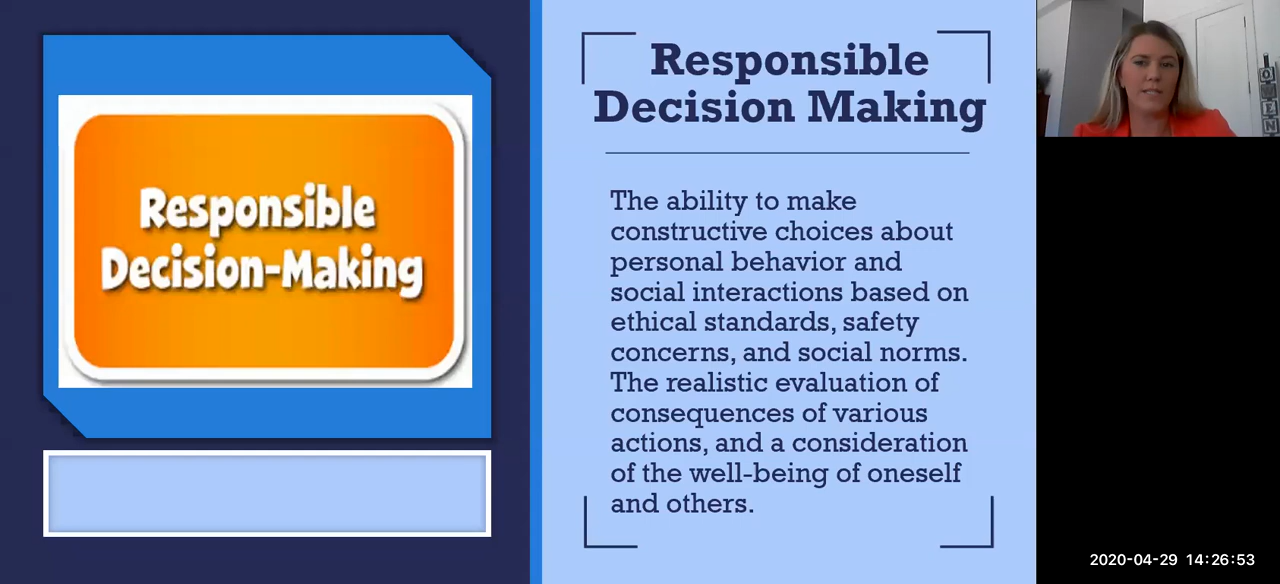 Responsible
Decision-Making
Responsible
Decision Making
The ability to make
constructive choices about
personal behavior and
social interactions based on
ethical standards, safety
concerns, and social norms.
The realistic evaluation of
consequences of various
actions, and a consideration
of the well-being of oneself
and others.
OWEN
2020-04-29 14:26:53